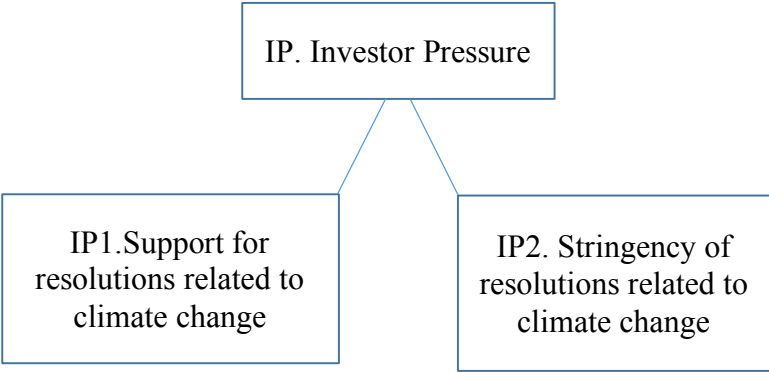 IP. Investor Pressure
IP1.Support for
resolutions related to
climate change
IP2. Stringency of
resolutions related to
climate change